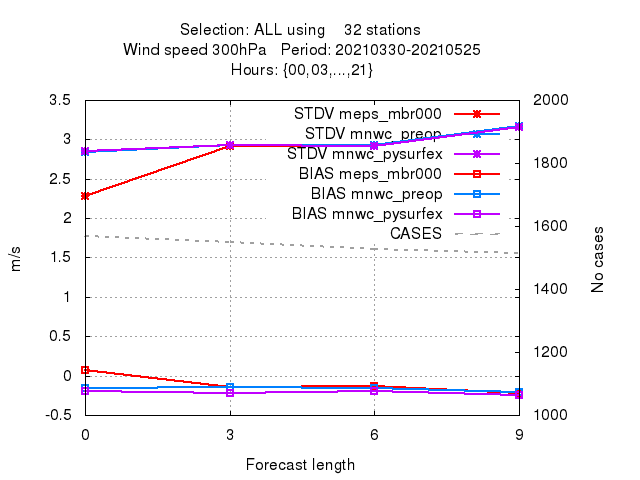 Selection: ALL using 32 stations
Wind speed 300hPa Period: 20210330-20210525
Hours: {00,03,...,21}
3.5
3
2.5
2
1.5
1
0.5
0
-0.5
m/s
STDV meps_mbr000
STDV mnwc_preop
STDV mnwc_pysurfex
BIAS meps_mbr000
BIAS mnwc_preop
BIAS mnwc_pysurfex
CASES
2000
1800
1600
1400
1200
1000
No cases
0 3 6 9
Forecast length